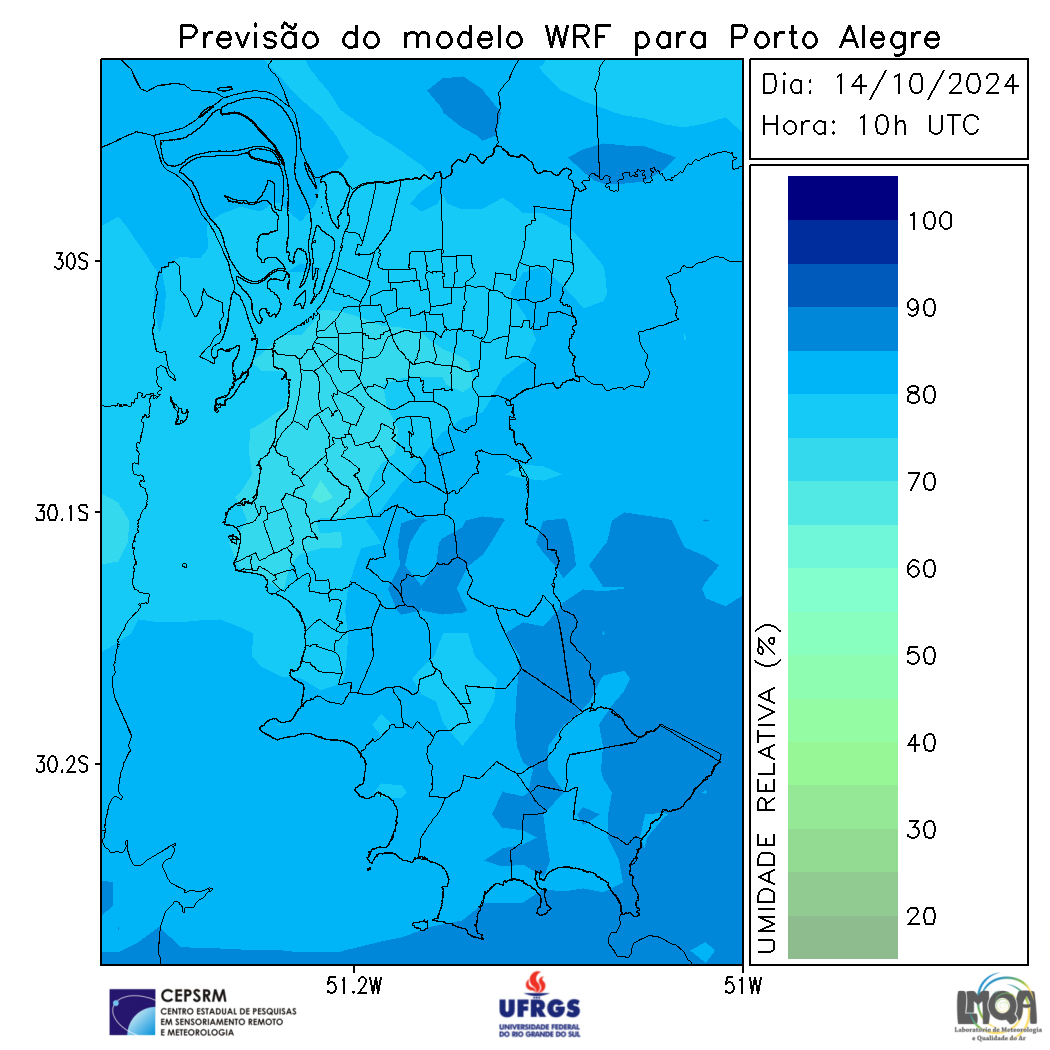 Previsão do modelo WRF para Porto Alegre
Dia: 14/10/2024
Hora: 10h UTC
30S
30.1S
30.2S
51.2W
51W
100
90
80
70
60
50
40
30
20
UMIDADE RELATIVA (%)
CEPSRM
CENTRO ESTADUAL DE PESQUISAS
EM SENSORIAMENTO REMOTO
E METEOROLOGIA
UFRGS
UNIVERSIDADE FEDERAL
DO RIO GRANDE DO SUL
LMQA
Laboratório de Meteorologia
e Qualidade do Ar